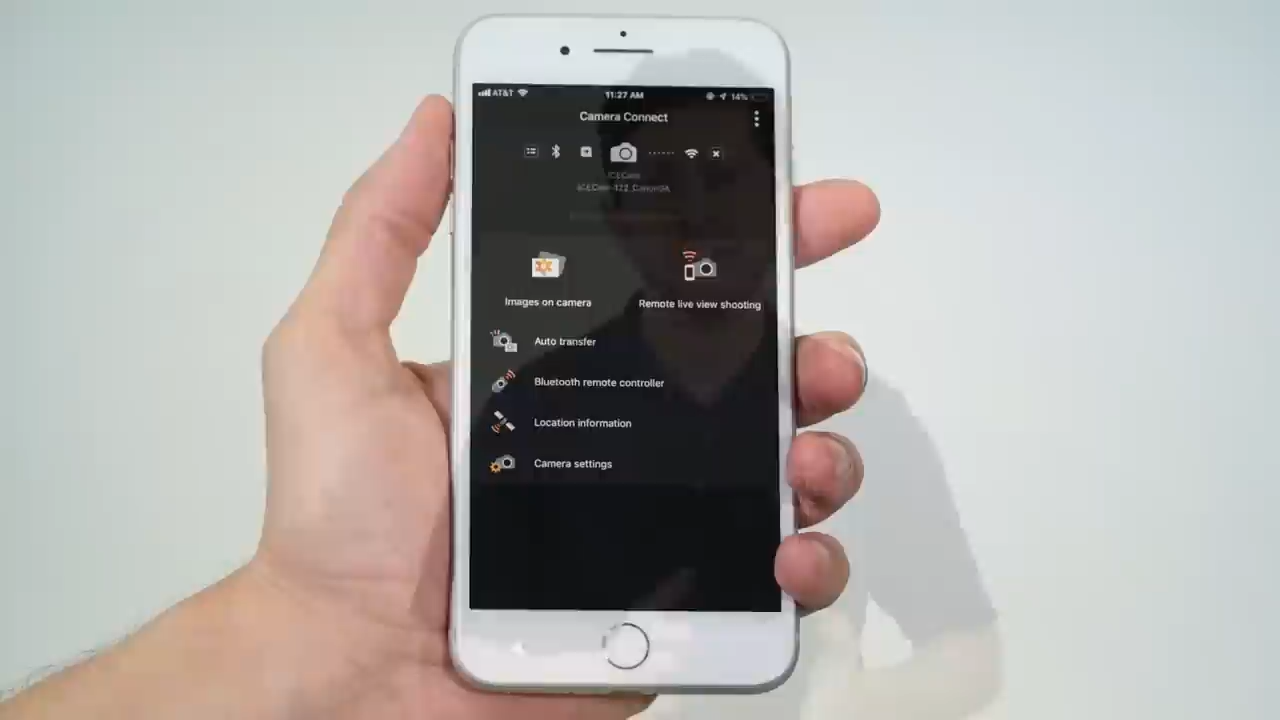 AT&T
11:27 AM
14%
Camera Connect
Images on camera
Remote live view shooting
Auto transfer
Bluetooth remote controller
Location information
Camera settings